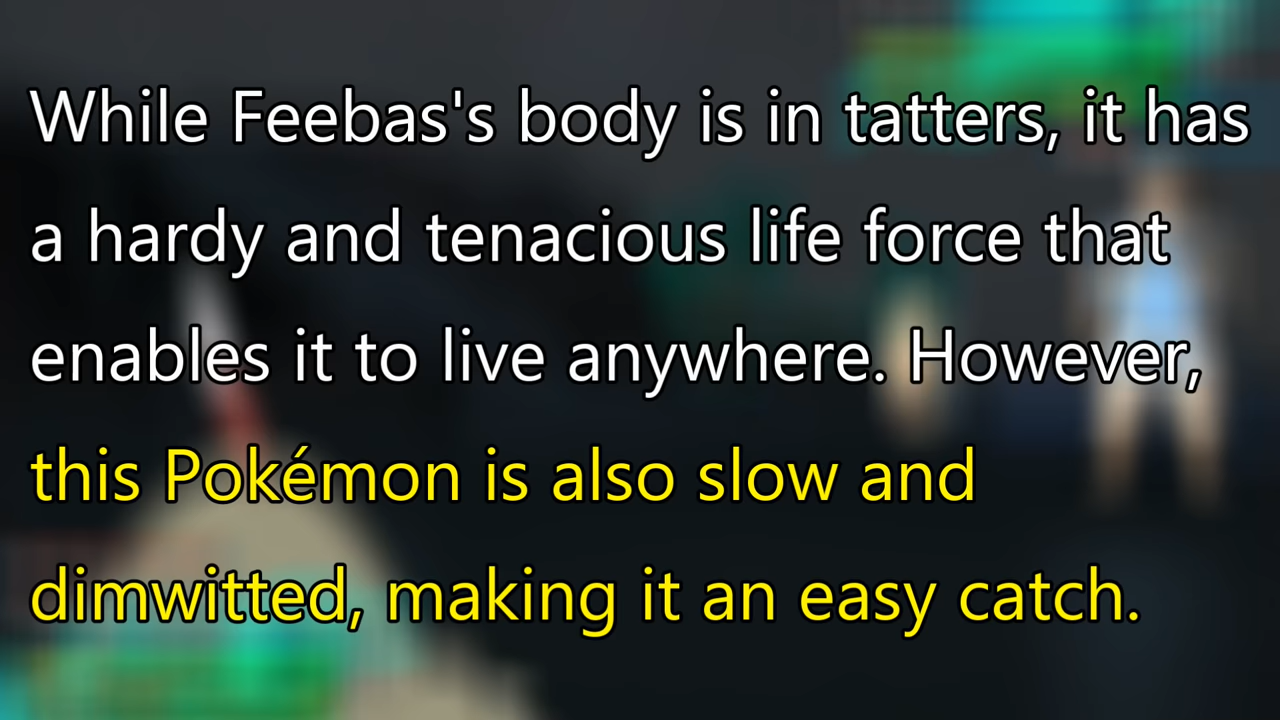 While Feebas's body is in tatters, it has
a hardy and tenacious life force that
enables it to live anywhere. However,
this Pokémon is also slow and
dimwitted, making it an easy catch.